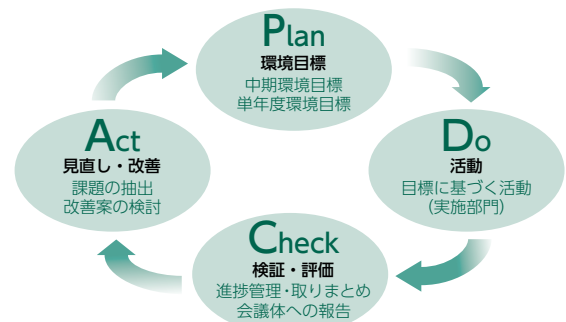 Plan
環境目標
中期環境目標
単年度環境目標
Do
活動
目標に基づく活動
(実施部門)
Check
検証・評価
進捗管理・取りまとめ
会議体への報告
Act
見直し・改善
課題の抽出
改善案の検討